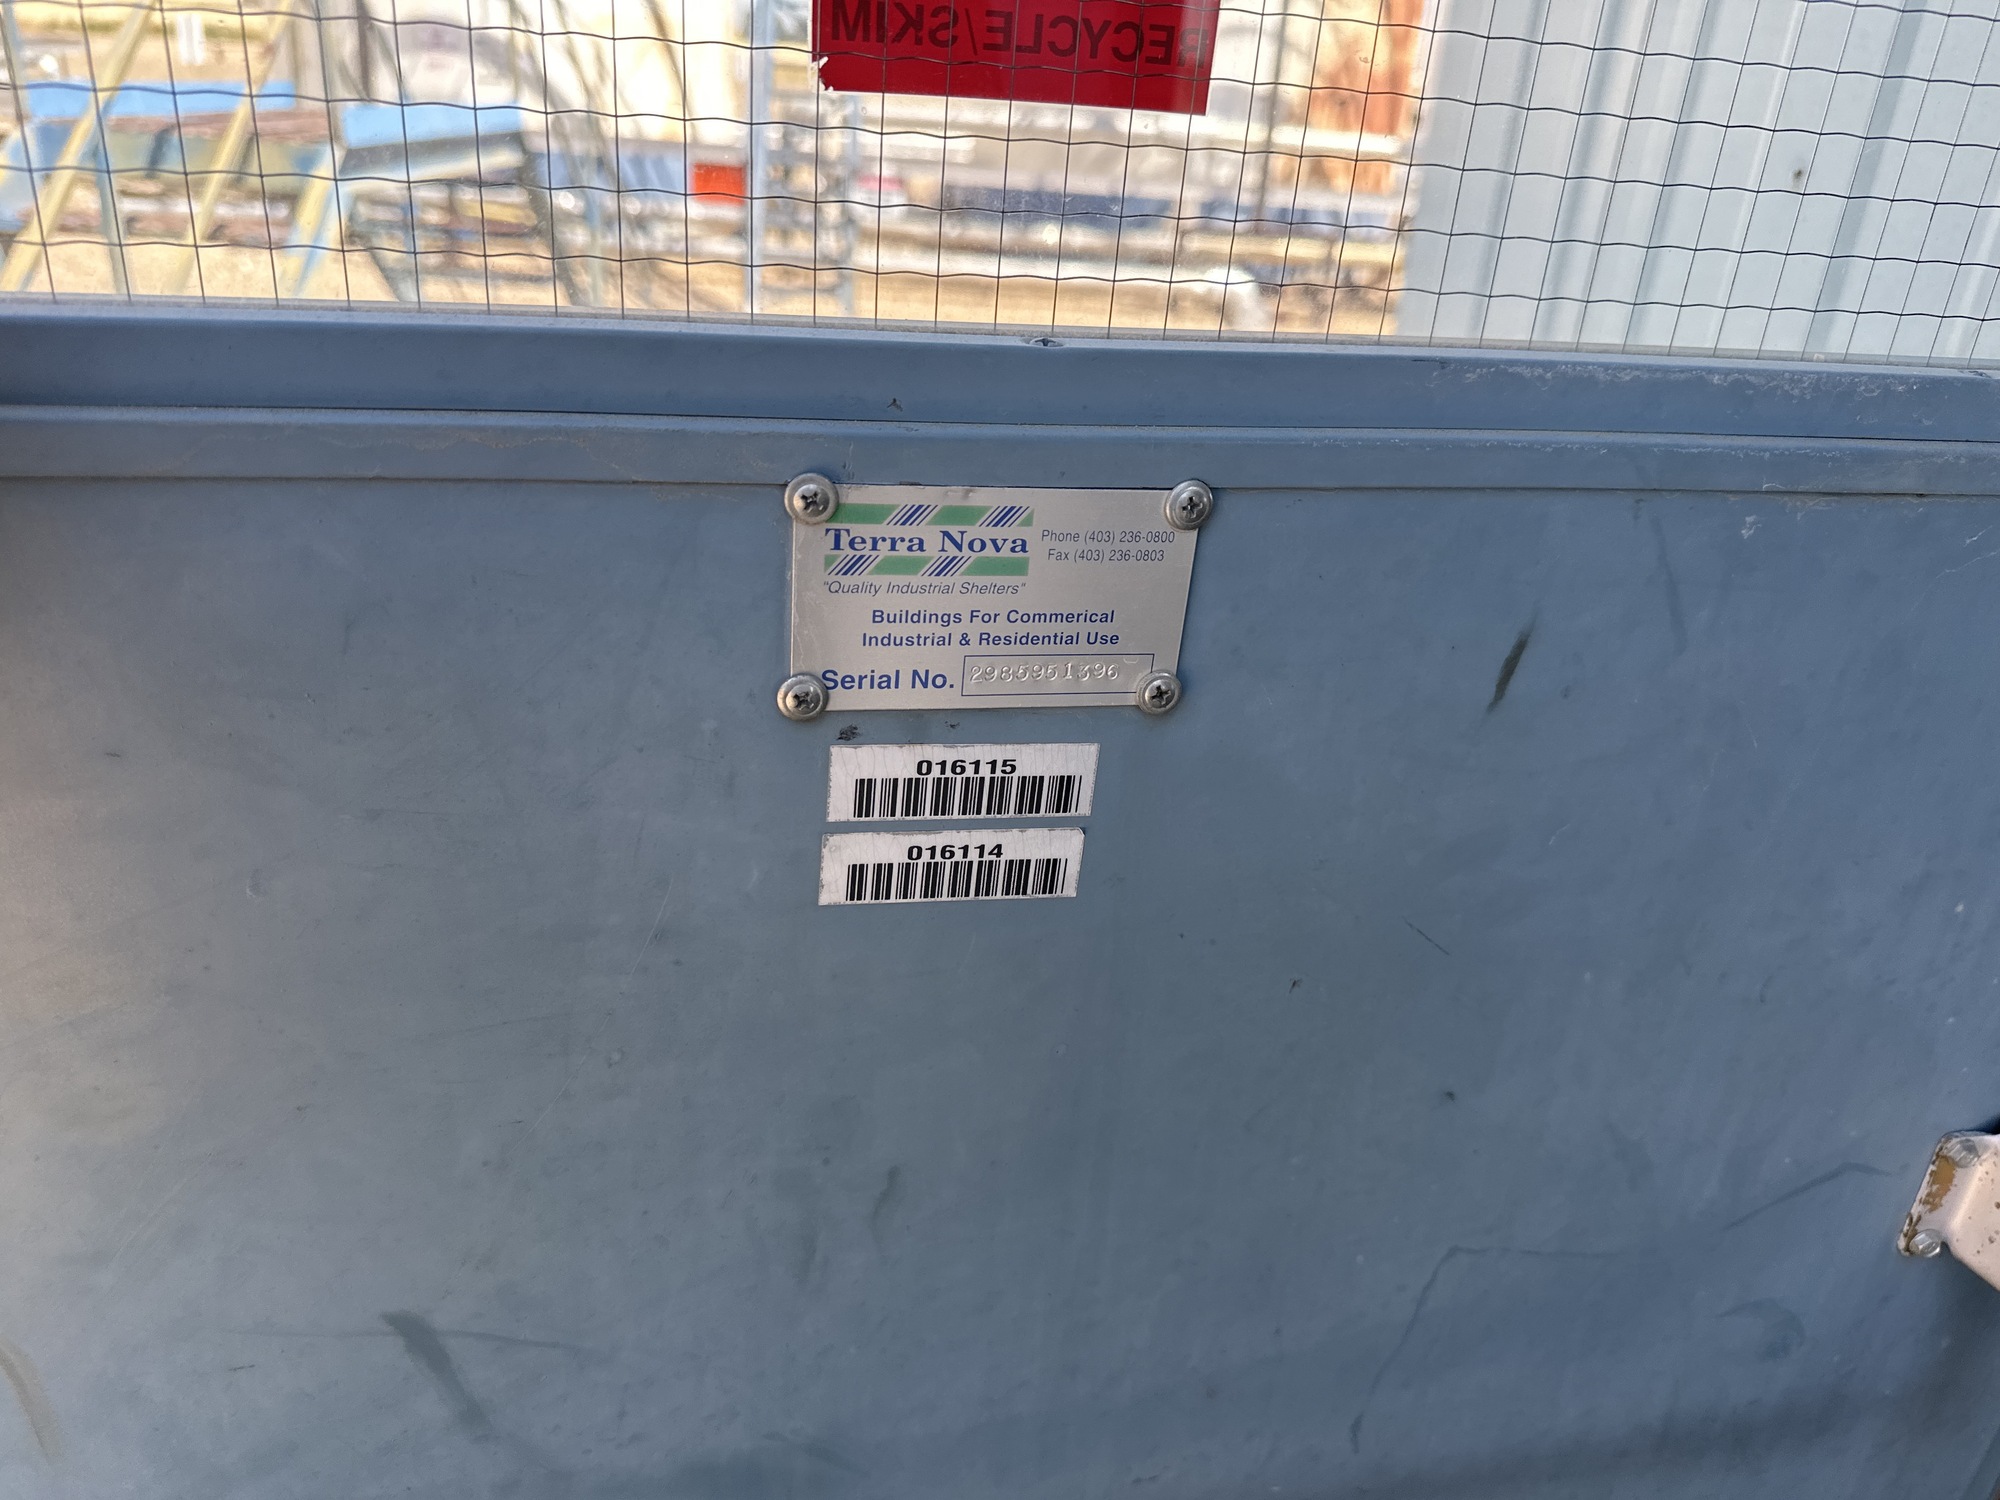 RECYCLE/SKIM
Terra Nova
Phone (403) 236-0800
Fax (403) 236-0803
"Quality Industrial Shelters"
Buildings For Commerical
Industrial & Residential Use
Serial No. 2985951396
016115
016114